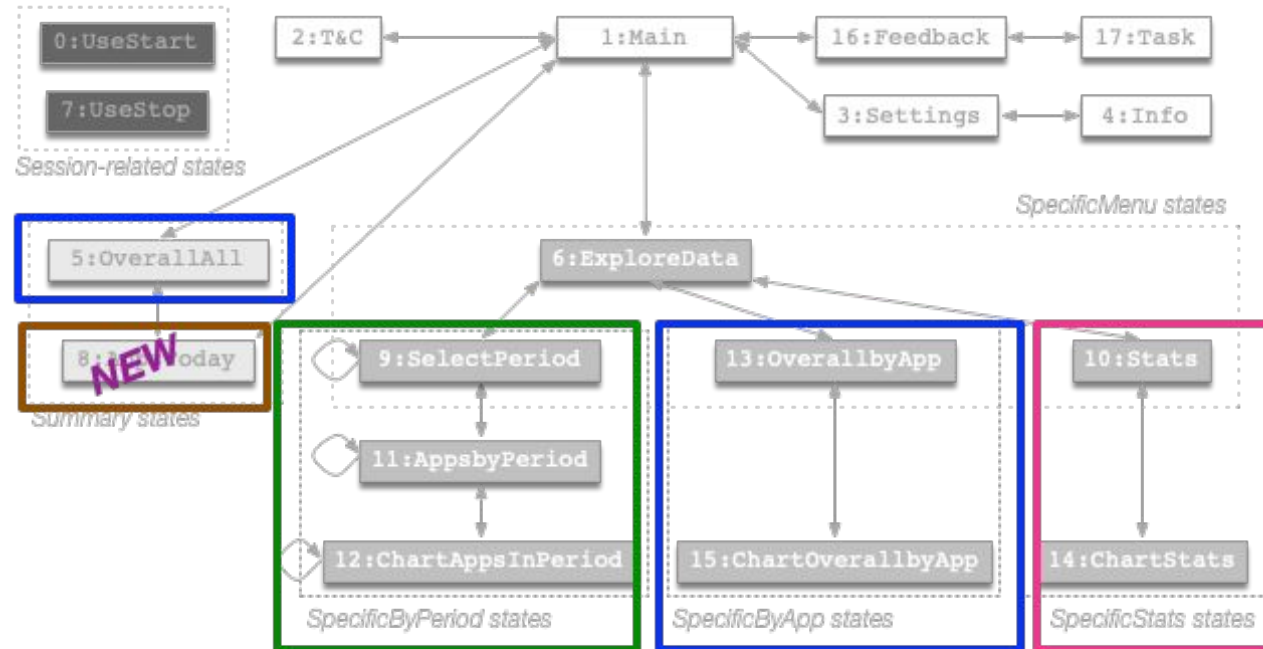 0:UseStart
7:UseStop
Session-related states
2:T&C
1:Main
16:Feedback
17:Task
3:Settings
4:Info
SpecificMenu states
5:OverallAll
6:ExploreData
8: oday
NEW
Summary states
9:SelectPeriod
13:OverallbyApp
10:Stats
11:AppsbyPeriod
12:ChartAppsInPeriod
15:ChartOverallbyApp
14:ChartStats
SpecificByPeriod states
SpecificByApp states
SpecificStats states